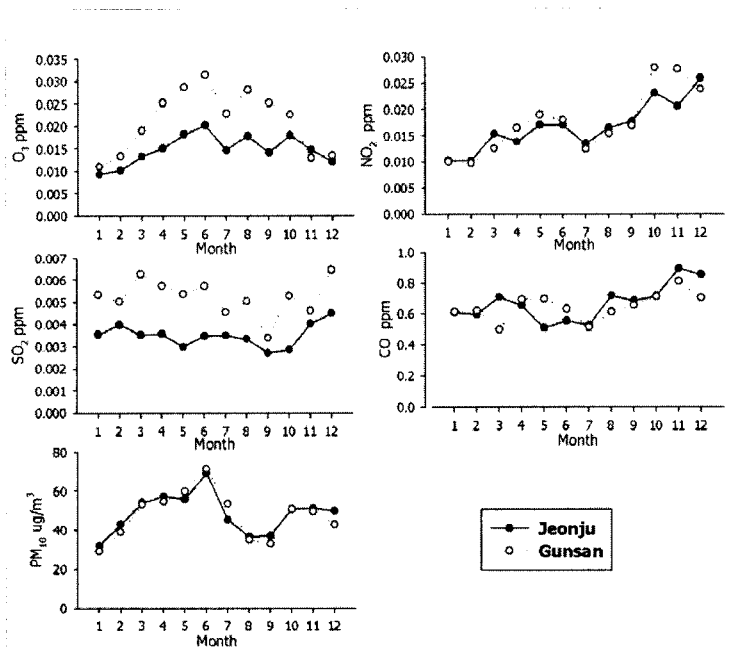 0.035
0.030
0.025
0.020
0.015
0.010
0.005
0.000
O3 ppm
1 2 3 4 5 6 7 8 9 10 11 12
Month
0.030
0.025
0.020
0.015
0.010
0.005
0.000
NO2 ppm
1 2 3 4 5 6 7 8 9 10 11 12
Month
0.007
0.006
0.005
0.004
0.003
0.002
0.001
0.000
SO2 ppm
1 2 3 4 5 6 7 8 9 10 11 12
Month
1.0
0.8
0.6
0.4
0.2
0.0
CO ppm
1 2 3 4 5 6 7 8 9 10 11 12
Month
80
60
40
20
0
PM10 ug/m³
1 2 3 4 5 6 7 8 9 10 11 12
Month
Jeonju
Gunsan